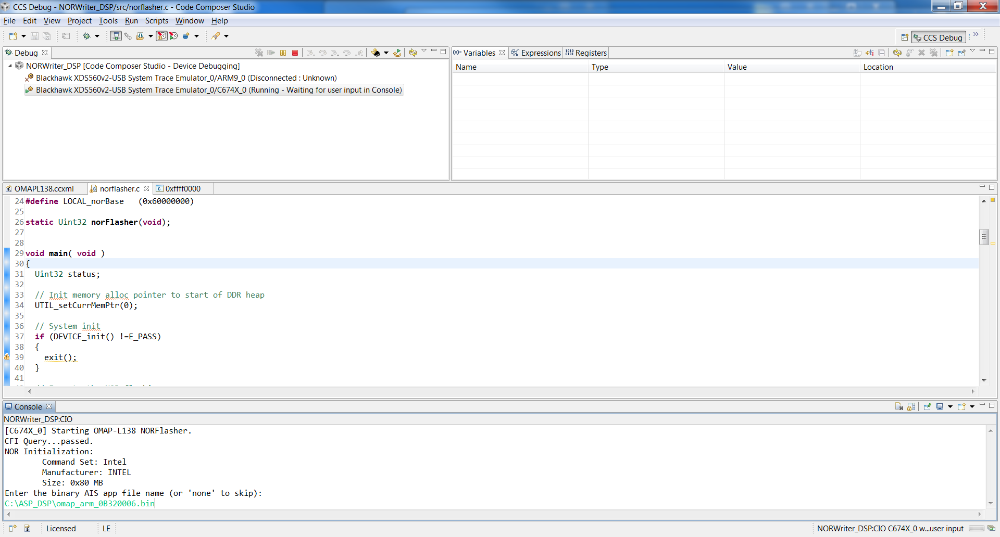 CCS Debug - NORWriter_DSP/src/norflasher.c - Code Composer Studio
File Edit View Project Tools Run Scripts Window Help
CCS Debug
Debug
NORWriter_DSP [Code Composer Studio - Device Debugging]
Blackhawk XDS560v2-USB System Trace Emulator_0/ARM9_0 (Disconnected : Unknown)
Blackhawk XDS560v2-USB System Trace Emulator_0/C674X_0 (Running - Waiting for user input in Console)
Variables Expressions Registers
Name Type Value Location
OMAPL138.ccxml norflasher.c 0xffff0000
24 #define LOCAL_norBase (0x60000000)
25
26 static Uint32 norFlasher(void);
27
28
29 void main( void )
30 {
31 Uint32 status;
32
33 // Init memory alloc pointer to start of DDR heap
34 UTIL_setCurrMemPtr(0);
35
36 // System init
37 if (DEVICE_init() !=E_PASS)
38 {
39 exit();
40 }
41
Console
NORWriter_DSP:CIO
[C674X_0] Starting OMAP-L138 NORFlasher.
CFI Query...passed.
NOR Initialization:
Command Set: Intel
Manufacturer: INTEL
Size: 0x80 MB
Enter the binary AIS app file name (or 'none' to skip):
C:\ASP_DSP\omap_arm_0B320006.bin
Licensed LE NORWriter_DSP:CIO C674X_0 w...user input